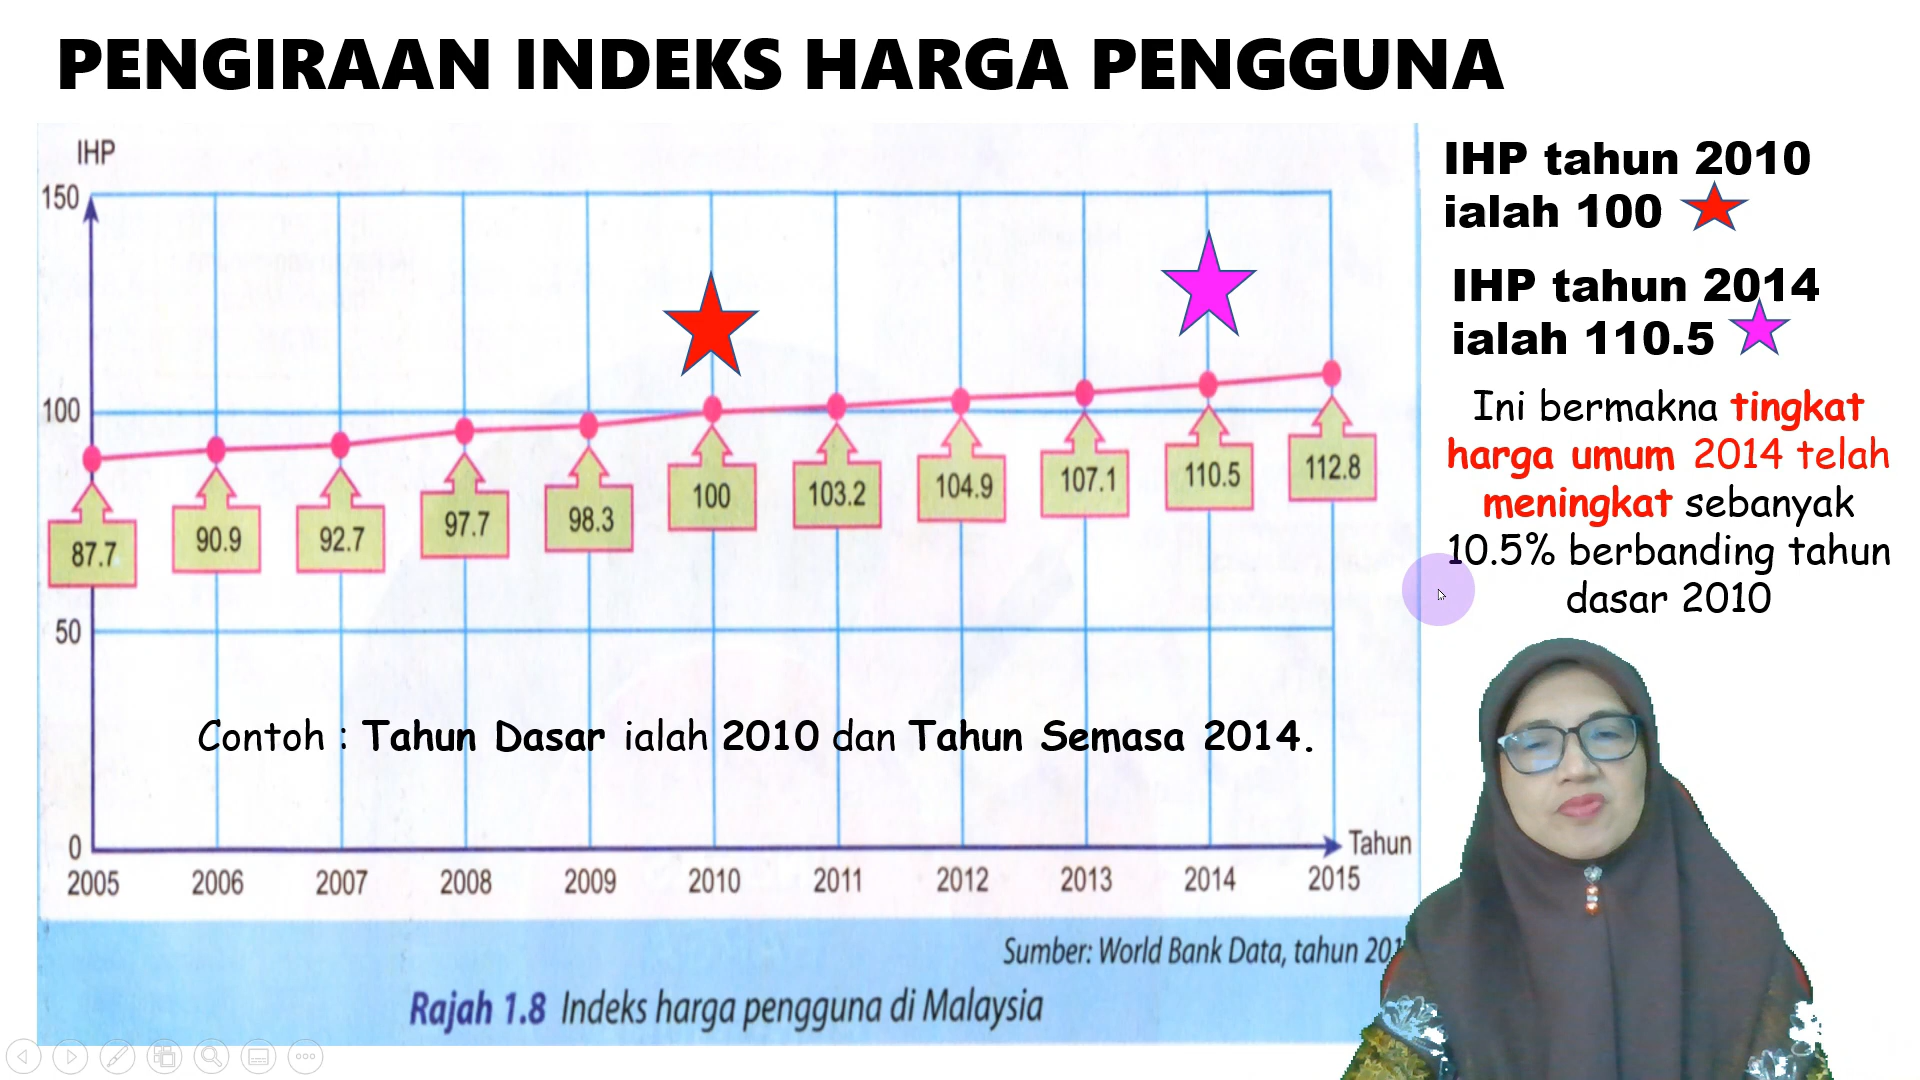 PENGIRAAN INDEKS HARGA PENGGUNA
IHP
150
100
50
0
87.7
90.9
92.7
97.7
98.3
100
103.2
104.9
107.1
110.5
112.8
Contoh : Tahun Dasar ialah 2010 dan Tahun Semasa 2014.
Tahun
2005 2006 2007 2008 2009 2010 2011 2012 2013 2014 2015
Sumber: World Bank Data, tahun
Rajah 1.8 Indeks harga pengguna di Malaysia
IHP tahun 2010
ialah 100
IHP tahun 2014
ialah 110.5
Ini bermakna tingkat
harga umum 2014 telah
meningkat sebanyak
10.5% berbanding tahun
dasar 2010